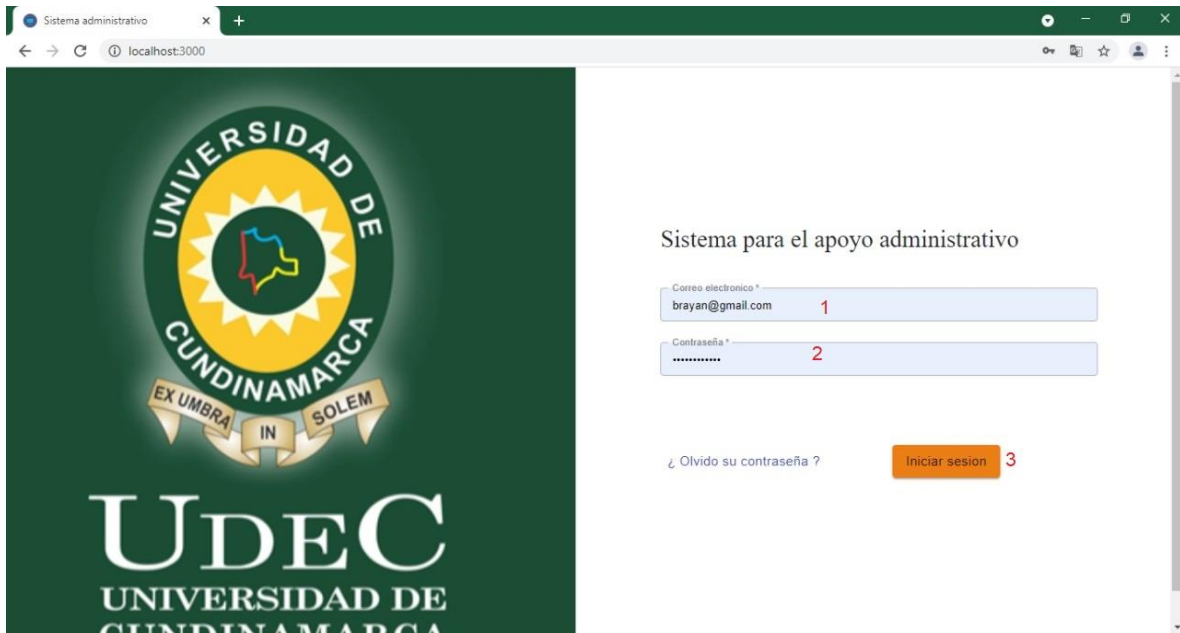 Sistema administrativo
localhost:3000
UNIVERSIDAD DE
CUNDINAMARCA
EX UMBRA
IN
SOLEM
UDEC
UNIVERSIDAD DE
CUNDINAMARCA
Sistema para el apoyo administrativo
Correo electronico *
brayan@gmail.com 1
Contraseña *
•••••••••••• 2
¿ Olvido su contraseña ?
Iniciar sesion 3